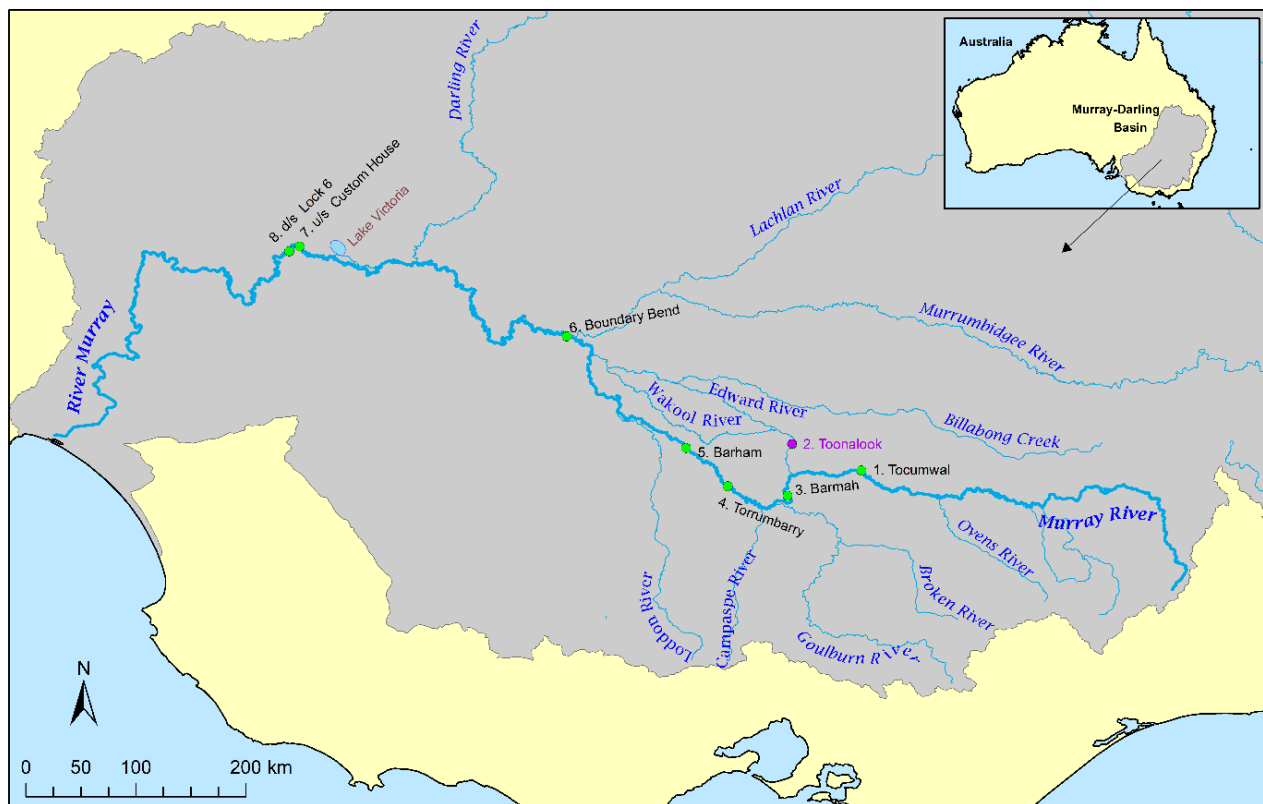 Australia
Murray-Darling
Basin
Darling River
Lachlan River
8. d/s Lock 6
7. u/s Custom House
Lake Victoria
River Murray
6. Boundary Bend
Murrumbidgee River
Edward River
Wakool River
Billabong Creek
2. Toonalook
5. Barham
1. Tocumwal
3. Barmah
4. Torrumbarry
Murray River
Ovens River
Broken River
Loddon River
Campaspe River
Goulburn River
N
0 50 100 200 km